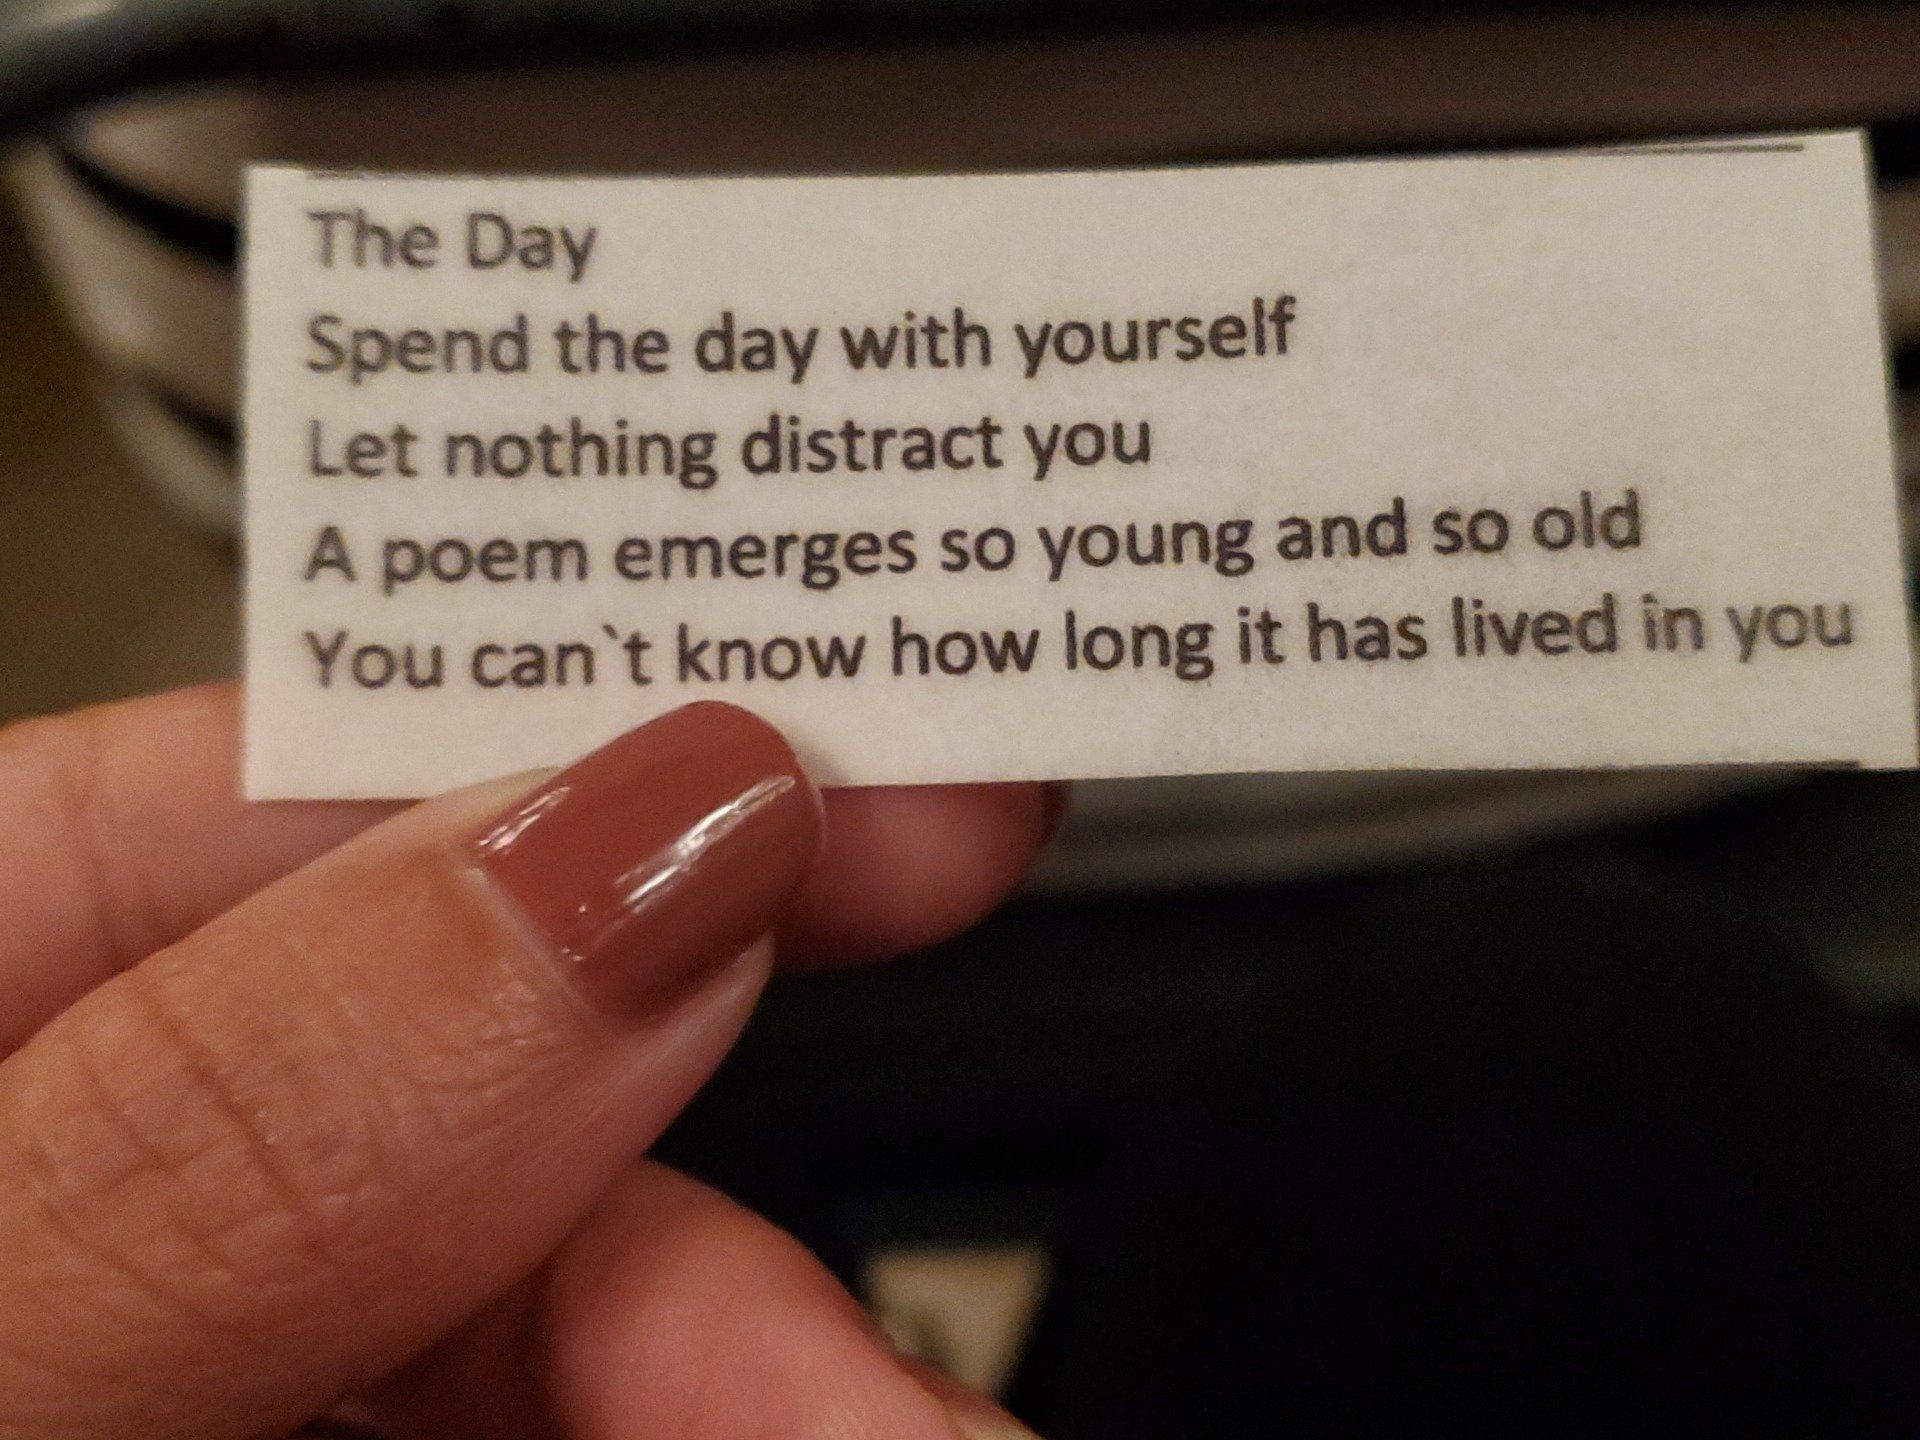 The Day
Spend the day with yourself
Let nothing distract you
A poem emerges so young and so old
You can`t know how long it has lived in you